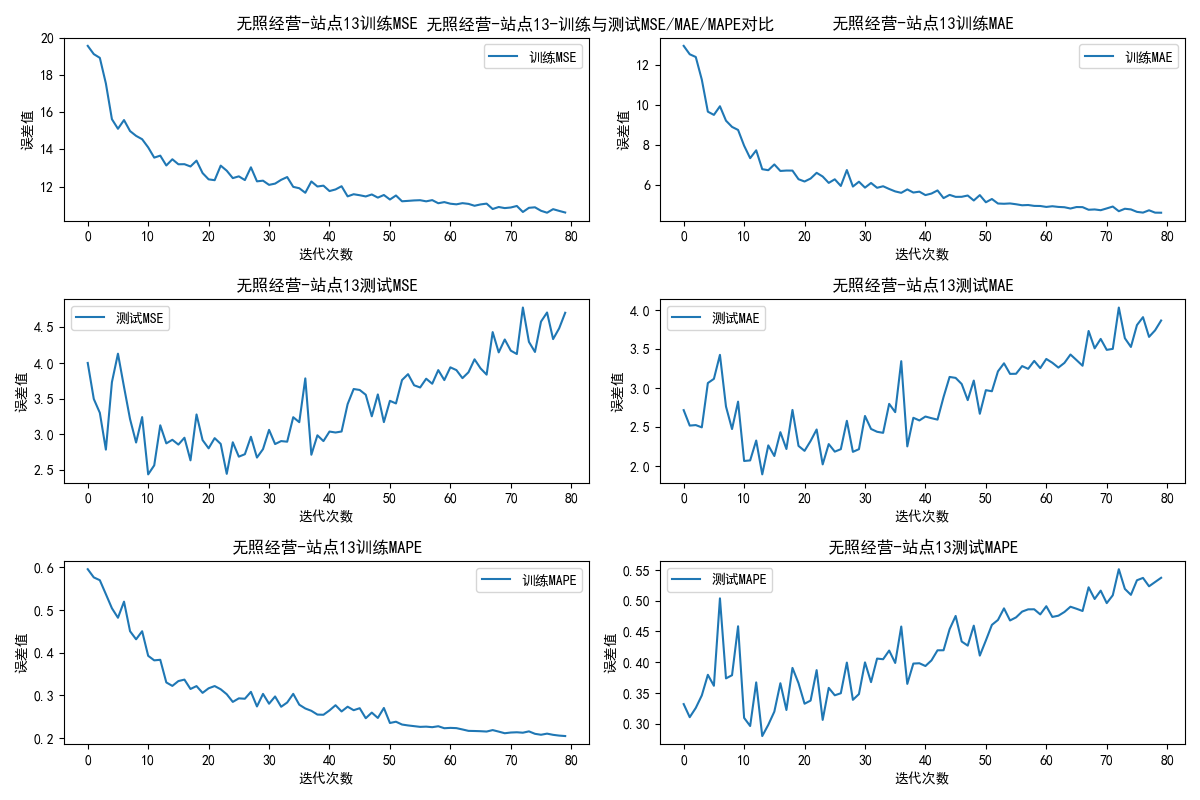 无照经营-站点13-训练与测试MSE/MAE/MAPE对比
无照经营-站点13训练MSE
训练MSE
误差值
20
18
16
14
12
0 10 20 30 40 50 60 70 80
迭代次数
无照经营-站点13训练MAE
训练MAE
误差值
12
10
8
6
0 10 20 30 40 50 60 70 80
迭代次数
无照经营-站点13测试MSE
测试MSE
误差值
4.5
4.0
3.5
3.0
2.5
0 10 20 30 40 50 60 70 80
迭代次数
无照经营-站点13测试MAE
测试MAE
误差值
4.0
3.5
3.0
2.5
2.0
0 10 20 30 40 50 60 70 80
迭代次数
无照经营-站点13训练MAPE
训练MAPE
误差值
0.6
0.5
0.4
0.3
0.2
0 10 20 30 40 50 60 70 80
迭代次数
无照经营-站点13测试MAPE
测试MAPE
误差值
0.55
0.50
0.45
0.40
0.35
0.30
0 10 20 30 40 50 60 70 80
迭代次数